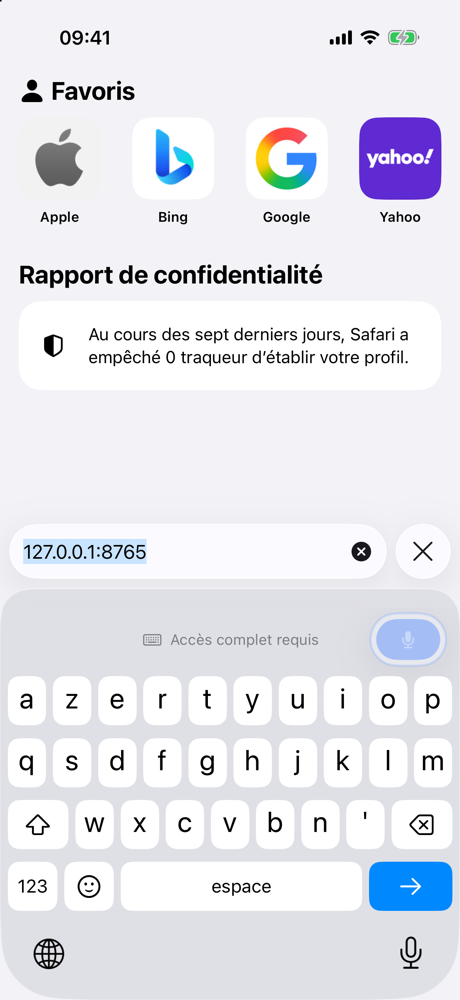 09:41
Favoris
yahoo!
Apple
Bing
Google
Yahoo
Rapport de confidentialité
Au cours des sept derniers jours, Safari a
empêché 0 traqueur d’établir votre profil.
127.0.0.1:8765
Accès complet requis
a z e r t y u i o p
q s d f g h j k l m
w x c v b n '
123 espace